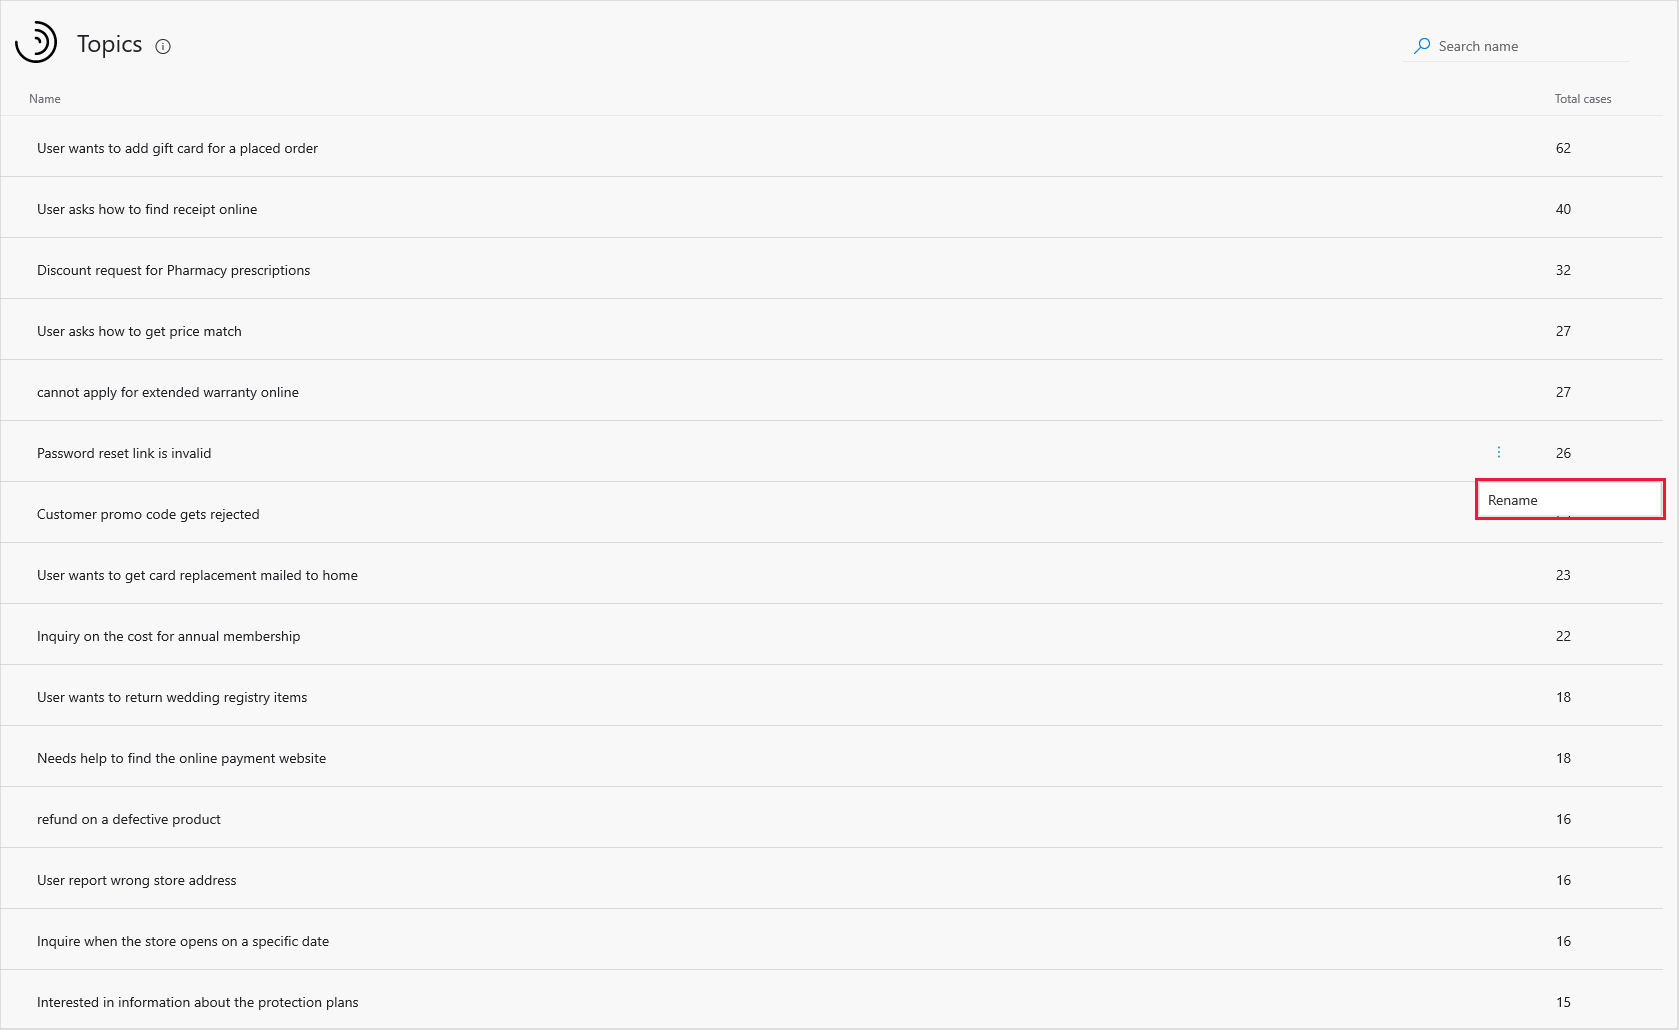 Topics
Search name
Name Total cases
User wants to add gift card for a placed order 62
User asks how to find receipt online 40
Discount request for Pharmacy prescriptions 32
User asks how to get price match 27
cannot apply for extended warranty online 27
Password reset link is invalid 26
Rename
Customer promo code gets rejected
User wants to get card replacement mailed to home 23
Inquiry on the cost for annual membership 22
User wants to return wedding registry items 18
Needs help to find the online payment website 18
refund on a defective product 16
User report wrong store address 16
Inquire when the store opens on a specific date 16
Interested in information about the protection plans 15